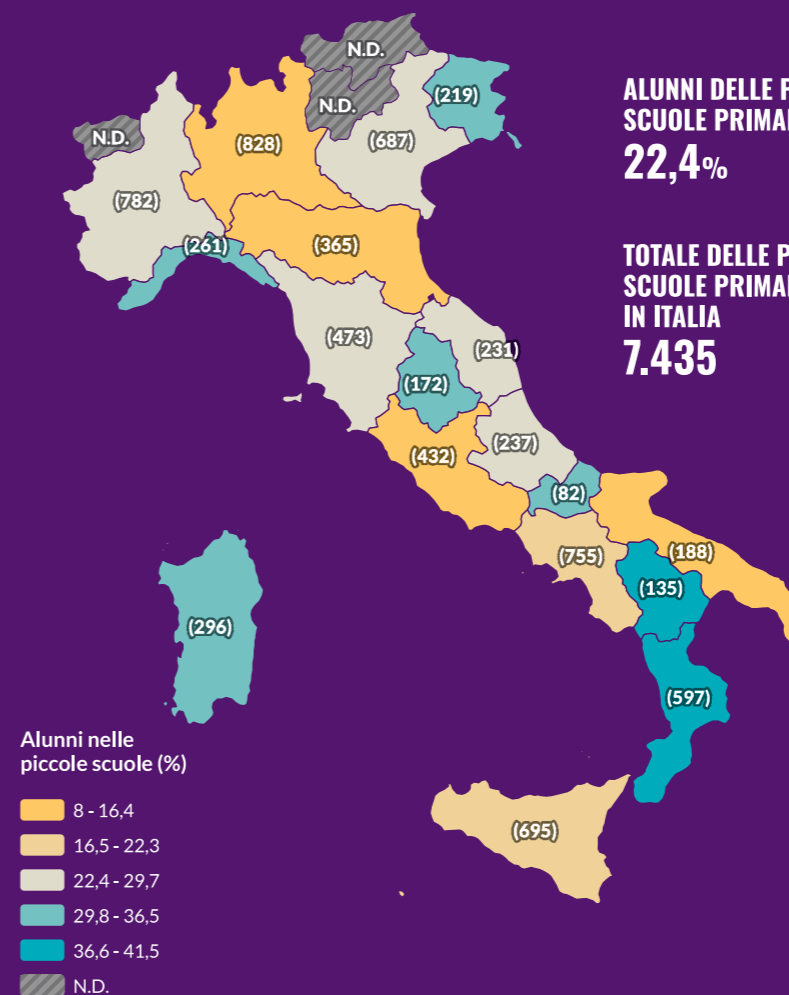 N.D.
N.D.
N.D.
(219)
(828)
(687)
(782)
(261)
(365)
(473)
(231)
(172)
(237)
(432)
(82)
(755)
(188)
(135)
(296)
(597)
(695)
ALUNNI DELLE
SCUOLE
22,4%
TOTALE DELLE
SCUOLE
IN ITALIA
7.435
Alunni nelle
piccole scuole (%)
8 - 16,4
16,5 - 22,3
22,4 - 29,7
29,8 - 36,5
36,6 - 41,5
N.D.